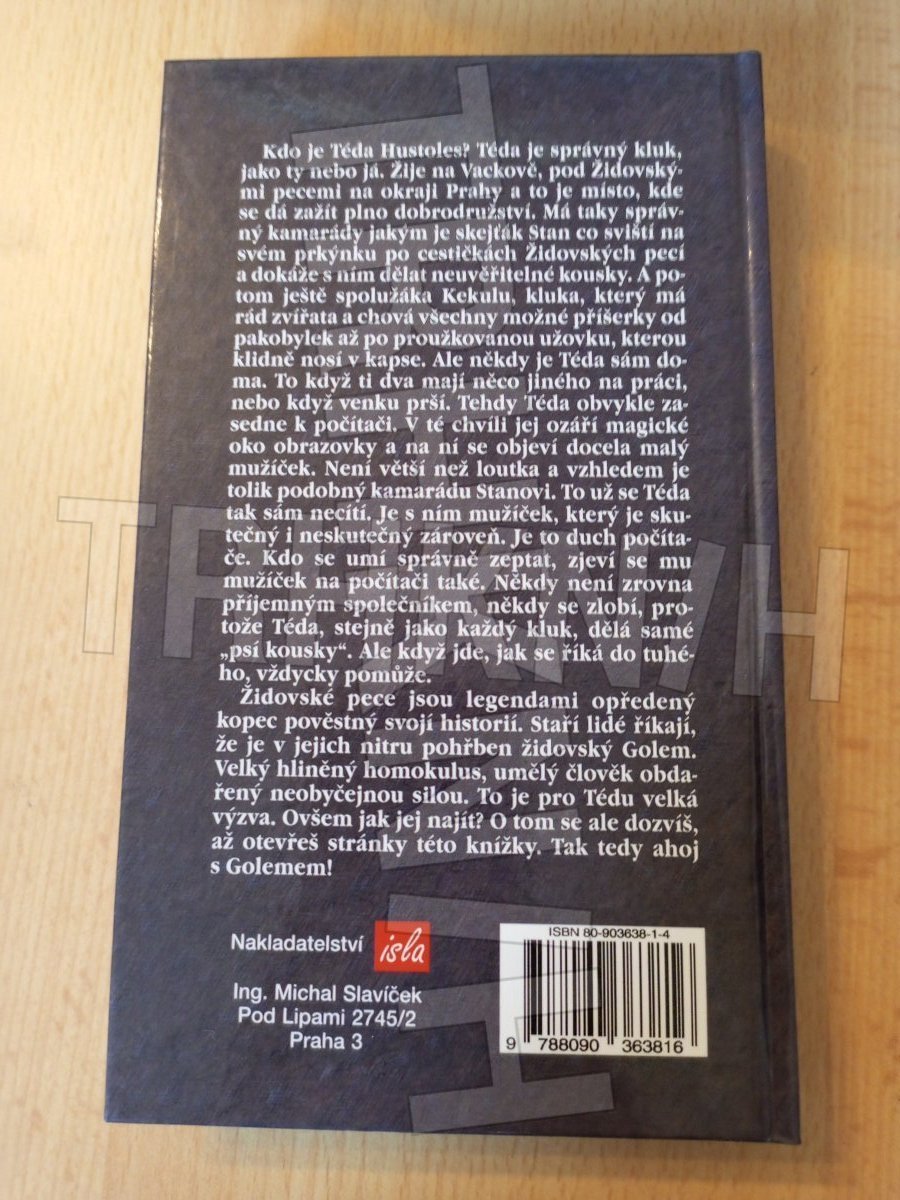 Kdo je Téda Hustoles? Téda je správný kluk,
jako ty nebo já. Žije na Vackově, pod Židovský-
mi pecemi na okraji Prahy a to je místo, kde
se dá zažít plno dobrodružství. Má taky správ-
ný kamarády jakým je skejťák Stan co sviští na
svém prkýnku po cestičkách Židovských pecí
a dokáže s ním dělat neuvěřitelné kousky. A po-
tom ještě spolužáka Kekulu, kluka, který má
rád zvířata a chová všechny možné příšerky od
pakobylek až po proužkovanou užovku, kterou
klidně nosí v kapse. Ale někdy je Téda sám do-
ma. To když ti dva mají něco jiného na práci,
nebo když venku prší. Tehdy Téda obvykle za-
sedne k počítači. V té chvíli jej ozáří magické
oko obrazovky a na ní se objeví docela malý
mužíček. Není větší než loutka a vzhledem je
tolik podobný kamarádu Stanovi. To už se Téda
tak sám necítí. Je s ním mužíček, který je sku-
tečný i neskutečný zároveň. Je to duch počíta-
če. Kdo se umí správně zeptat, zjeví se mu
mužíček na počítači také. Někdy není zrovna
příjemným společníkem, někdy se zlobí, pro-
tože Téda, stejně jako každý kluk, dělá samé
„psí kousky“. Ale když jde, jak se říká do tuhé-
ho, vždycky pomůže.
Židovské pece jsou legendami opředený
kopec pověstný svojí historií. Staří lidé říkají,
že je v jejich nitru pohřben židovský Golem.
Velký hliněný homokulus, umělý člověk obda-
řený neobyčejnou silou. To je pro Tédu velká
výzva. Ovšem jak jej najít? O tom se ale dozvíš,
až otevřeš stránky této knížky. Tak tedy ahoj
s Golemem!
Nakladatelství isla
Ing. Michal Slavíček
Pod Lipami 2745/2
Praha 3
ISBN 80-903638-1-4
9 788090 363816